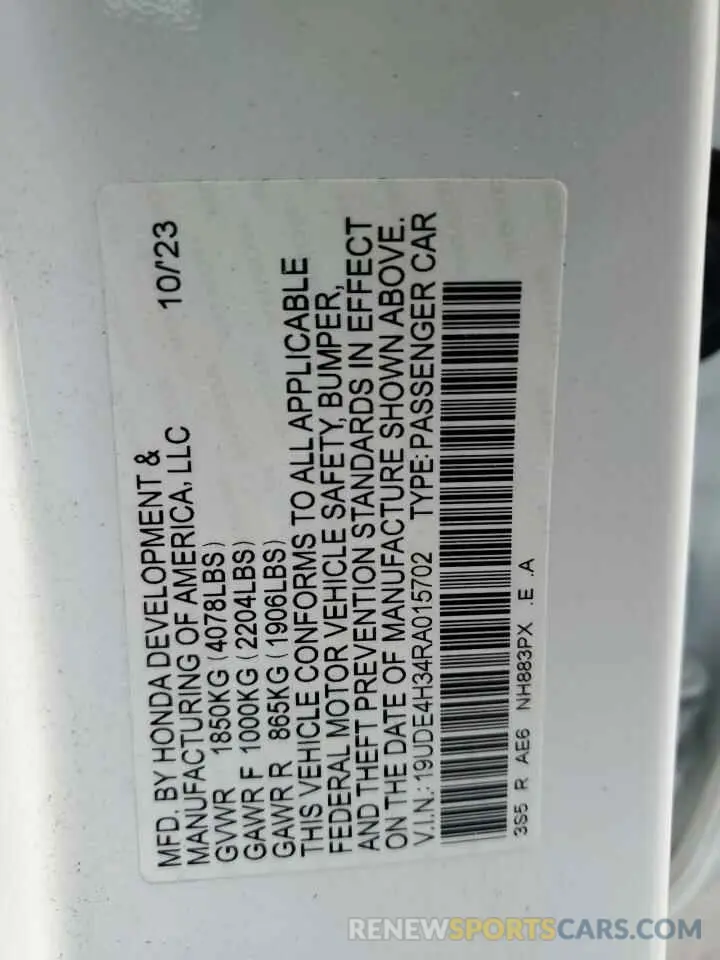 MFD. BY HONDA DEVELOPMENT &
MANUFACTURING OF AMERICA, LLC 10/23
GVWR 1850KG (4078LBS)
GAWR F 1000KG (2204LBS)
GAWR R 865KG (1906LBS)
THIS VEHICLE CONFORMS TO ALL APPLICABLE
FEDERAL MOTOR VEHICLE SAFETY, BUMPER,
AND THEFT PREVENTION STANDARDS IN EFFECT
ON THE DATE OF MANUFACTURE SHOWN ABOVE.
V.I.N.: 19UDE4H34RA015702 TYPE: PASSENGER CAR
3S5 R AE6 NH883PX .E .A
RENEWSPORTSCARS.COM